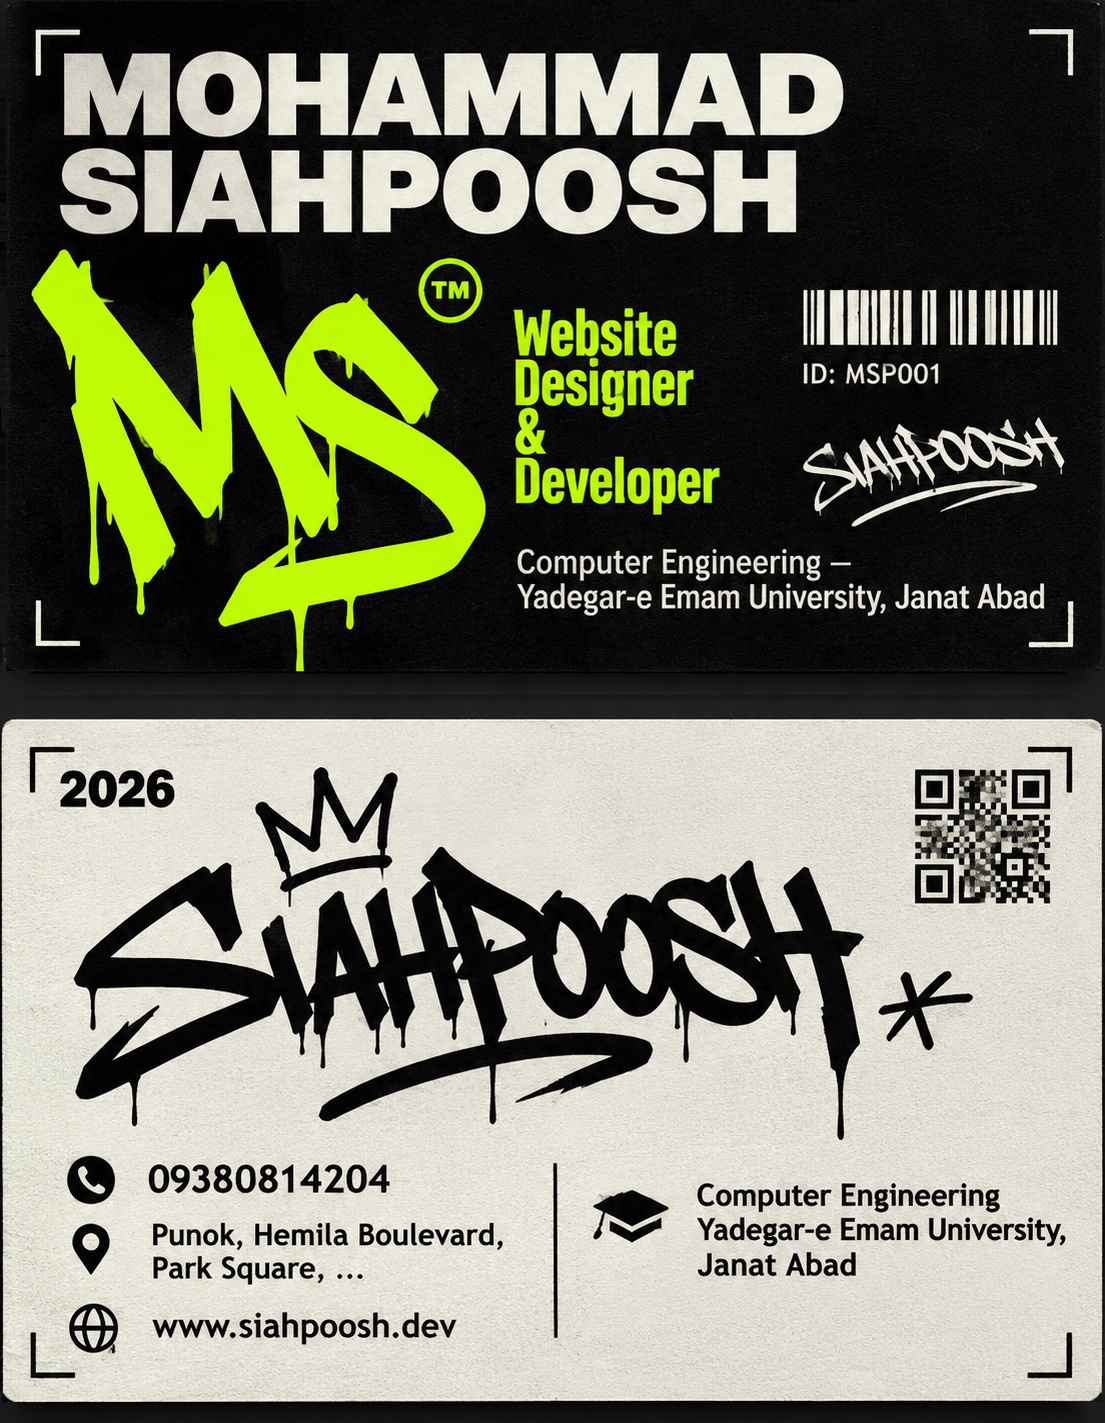 MOHAMMAD
SIAHPOOSH
MS
TM
Website
Designer
&
Developer
ID: MSP001
SIAHPOOSH
Computer Engineering –
Yadegar-e Emam University, Janat Abad
2026
SIAHPOOSH
09380814204
Punok, Hemila Boulevard,
Park Square, ...
www.siahpoosh.dev
Computer Engineering
Yadegar-e Emam University,
Janat Abad